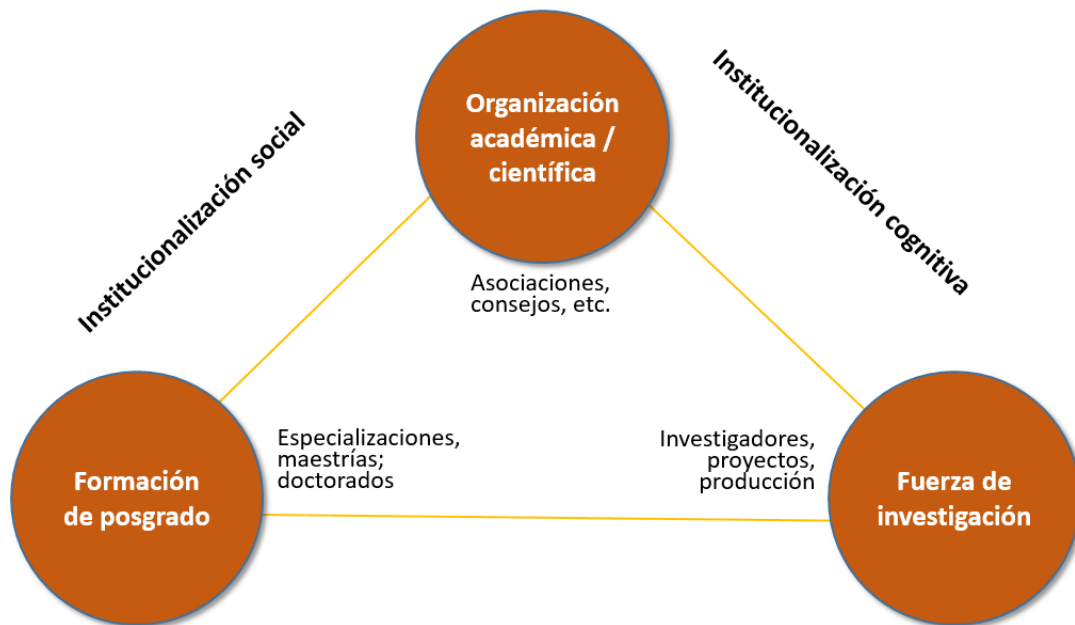 Organización
académica /
científica
Institucionalización social
Institucionalización
cognitiva
Asociaciones,
consejos, etc.
Formación
de posgrado
Especializaciones,
maestrías;
doctorados
Investigadores,
proyectos,
producción
Fuerza de
investigación